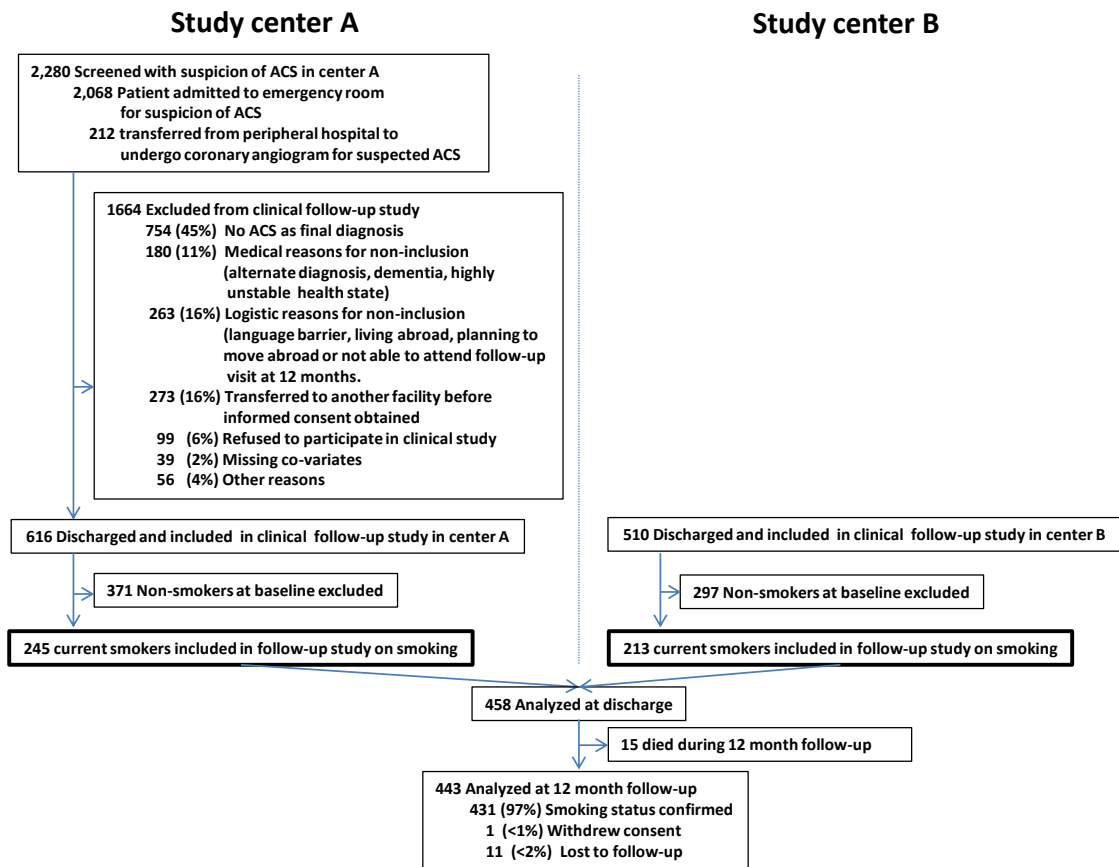 Study center A
Study center B
2,280 Screened with suspicion of ACS in center A
2,068 Patient admitted to emergency room
for suspicion of ACS
212 transferred from peripheral hospital to
undergo coronary angiogram for suspected ACS
1664 Excluded from clinical follow-up study
754 (45%) No ACS as final diagnosis
180 (11%) Medical reasons for non-inclusion
(alternate diagnosis, dementia, highly
unstable health state)
263 (16%) Logistic reasons for non-inclusion
(language barrier, living abroad, planning to
move abroad or not able to attend follow-up
visit at 12 months.
273 (16%) Transferred to another facility before
informed consent obtained
99 (6%) Refused to participate in clinical study
39 (2%) Missing co-variates
56 (4%) Other reasons
616 Discharged and included in clinical follow-up study in center A
510 Discharged and included in clinical follow-up study in center B
371 Non-smokers at baseline excluded
297 Non-smokers at baseline excluded
245 current smokers included in follow-up study on smoking
213 current smokers included in follow-up study on smoking
458 Analyzed at discharge
15 died during 12 month follow-up
443 Analyzed at 12 month follow-up
431 (97%) Smoking status confirmed
1 (<1%) Withdrew consent
11 (<2%) Lost to follow-up